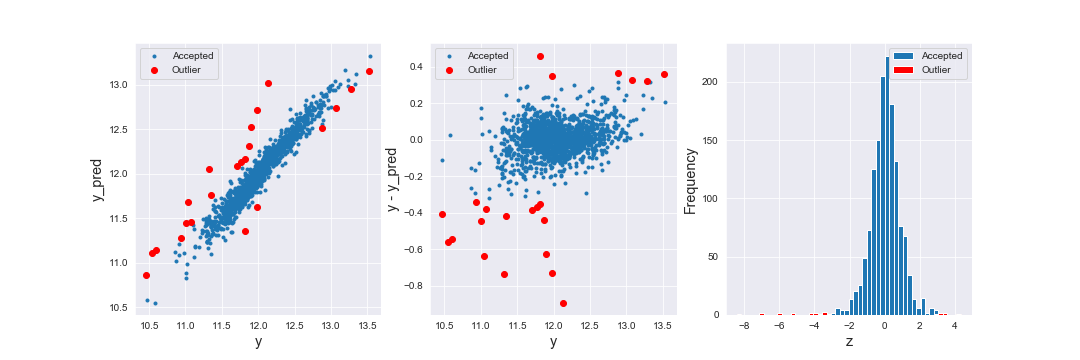 Accepted
Outlier
13.0
12.5
12.0
11.5
11.0
10.5
y_pred
10.5 11.0 11.5 12.0 12.5 13.0 13.5
y
Accepted
Outlier
0.4
0.2
0.0
−0.2
−0.4
−0.6
−0.8
y - y_pred
10.5 11.0 11.5 12.0 12.5 13.0 13.5
y
Accepted
Outlier
200
150
100
50
0
Frequency
−8 −6 −4 −2 0 2 4
z